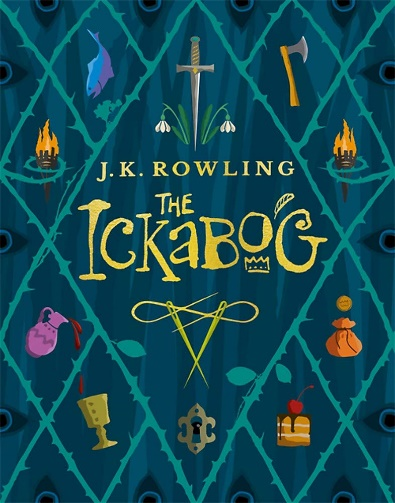 J.K. ROWLING
THE
ICKABOG